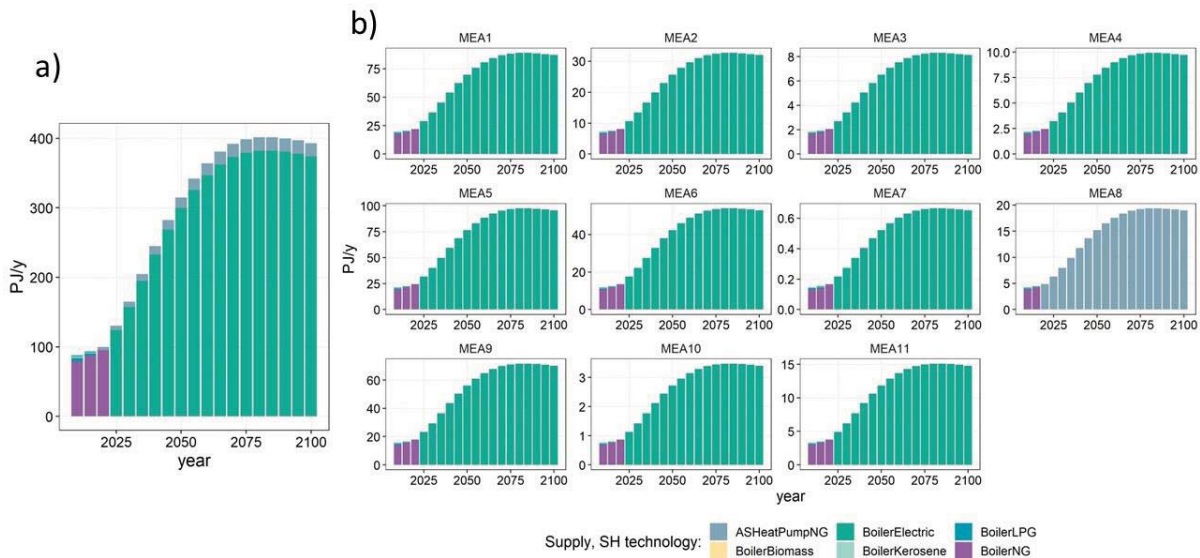 a)
PJ/y
400
300
200
100
0
2025 2050 2075 2100
year
b)
PJ/y
MEA1 MEA2 MEA3 MEA4
75
50
25
0
2025 2050 2075 2100
30
20
10
0
2025 2050 2075 2100
8
6
4
2
0
2025 2050 2075 2100
10.0
7.5
5.0
2.5
0.0
2025 2050 2075 2100
MEA5 MEA6 MEA7 MEA8
100
75
50
25
0
2025 2050 2075 2100
40
20
0
2025 2050 2075 2100
0.6
0.4
0.2
0.0
2025 2050 2075 2100
20
15
10
5
0
2025 2050 2075 2100
MEA9 MEA10 MEA11
60
40
20
0
2025 2050 2075 2100
3
2
1
0
2025 2050 2075 2100
15
10
5
0
2025 2050 2075 2100
year
Supply, SH technology: ASHeatPumpNG BoilerElectric BoilerLPG
BoilerBiomass BoilerKerosene BoilerNG